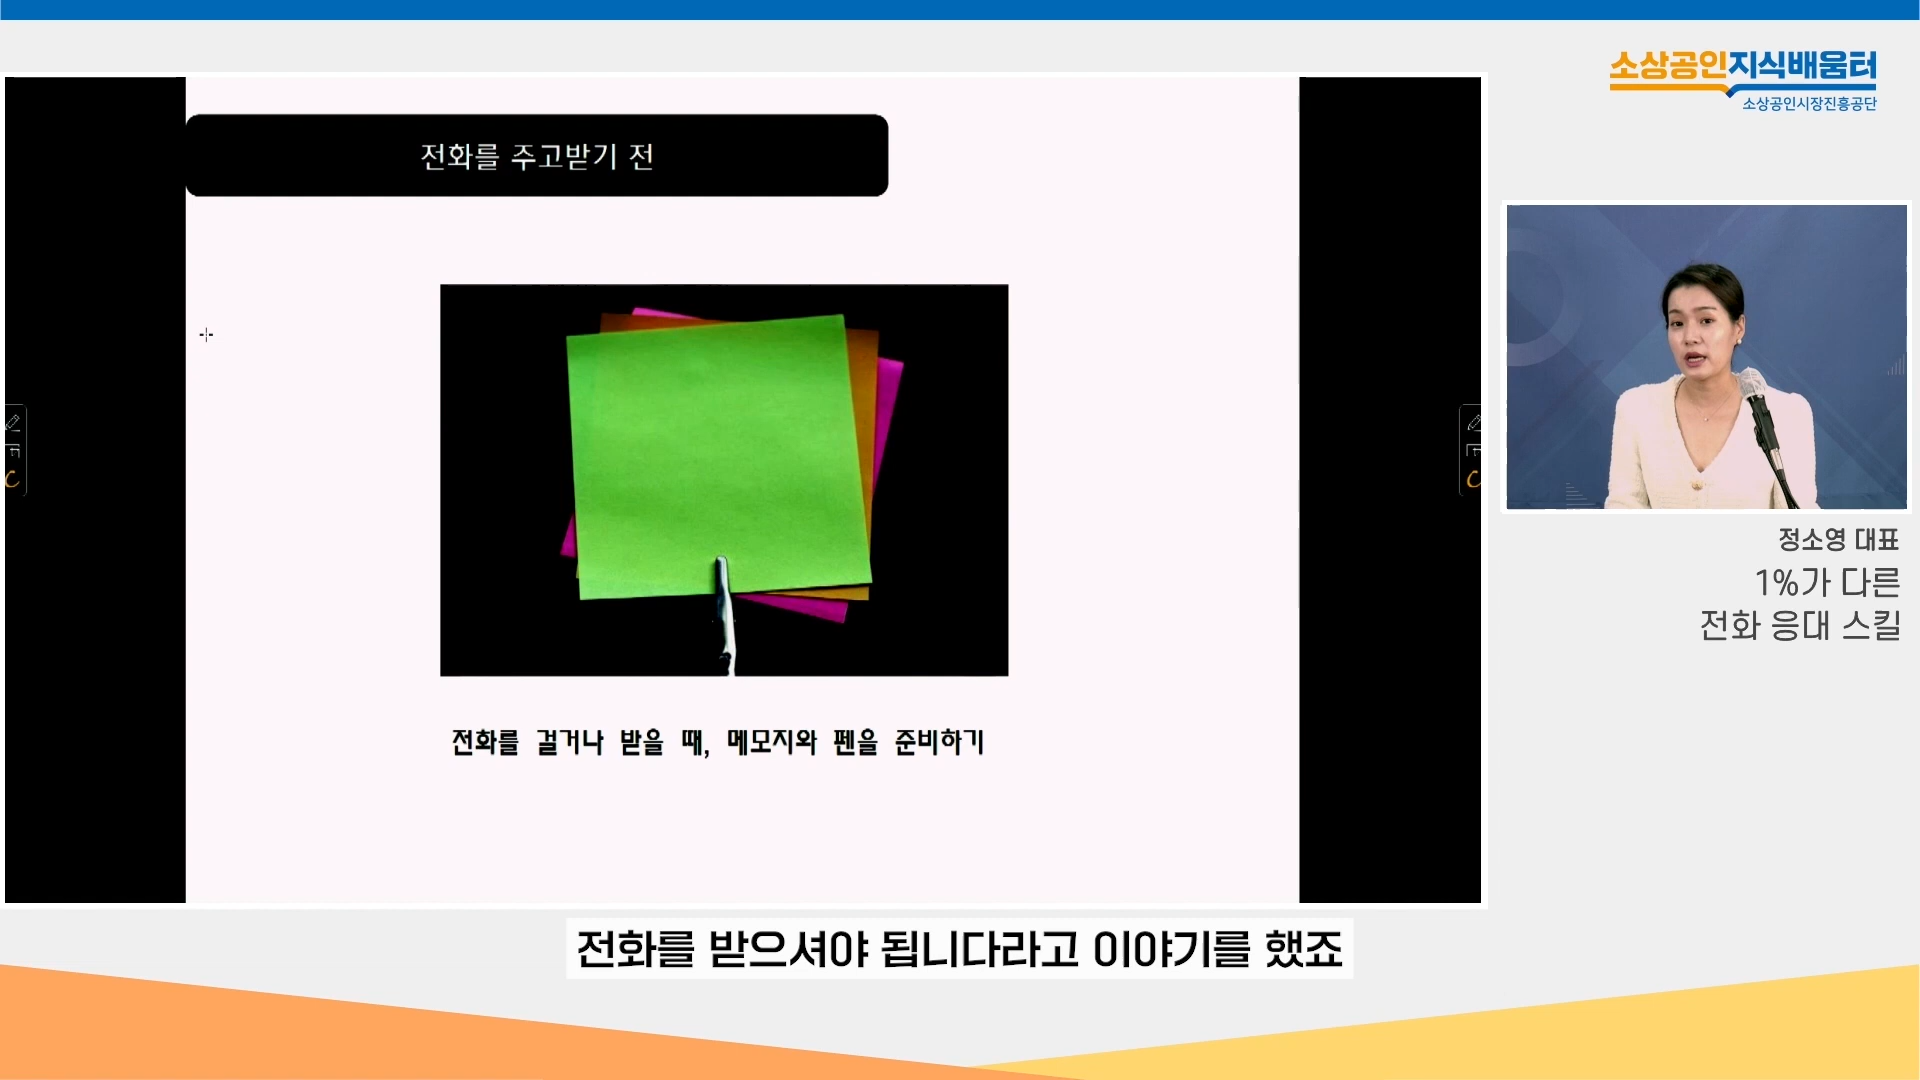 소상공인지식배움터
소상공인시장진흥공단
전화를 주고받기 전
전화를 걸거나 받을 때, 메모지와 펜을 준비하기
정소영 대표
1%가 다른
전화 응대 스킬
전화를 받으셔야 됩니다라고 이야기를 했죠